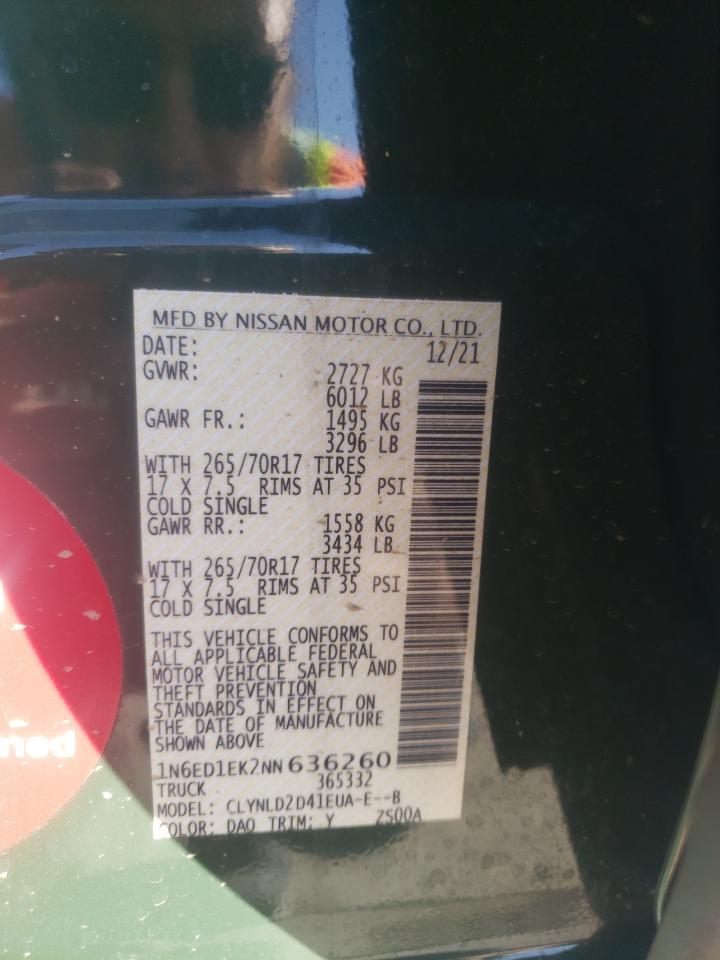 MFD BY NISSAN MOTOR CO., LTD.
DATE: 12/21
GVWR: 2727 KG
6012 LB
GAWR FR.: 1495 KG
3296 LB
WITH 265/70R17 TIRES
17 X 7.5 RIMS AT 35 PSI
COLD SINGLE
GAWR RR.: 1558 KG
3434 LB
WITH 265/70R17 TIRES
17 X 7.5 RIMS AT 35 PSI
COLD SINGLE
THIS VEHICLE CONFORMS TO
ALL APPLICABLE FEDERAL
MOTOR VEHICLE SAFETY AND
THEFT PREVENTION
STANDARDS IN EFFECT ON
THE DATE OF MANUFACTURE
SHOWN ABOVE
1N6ED1EK2NN 636260
TRUCK 365332
MODEL: CLYNLD2D41EUA-E--B
COLOR: DAQ TRIM: Y ZS00A
ned